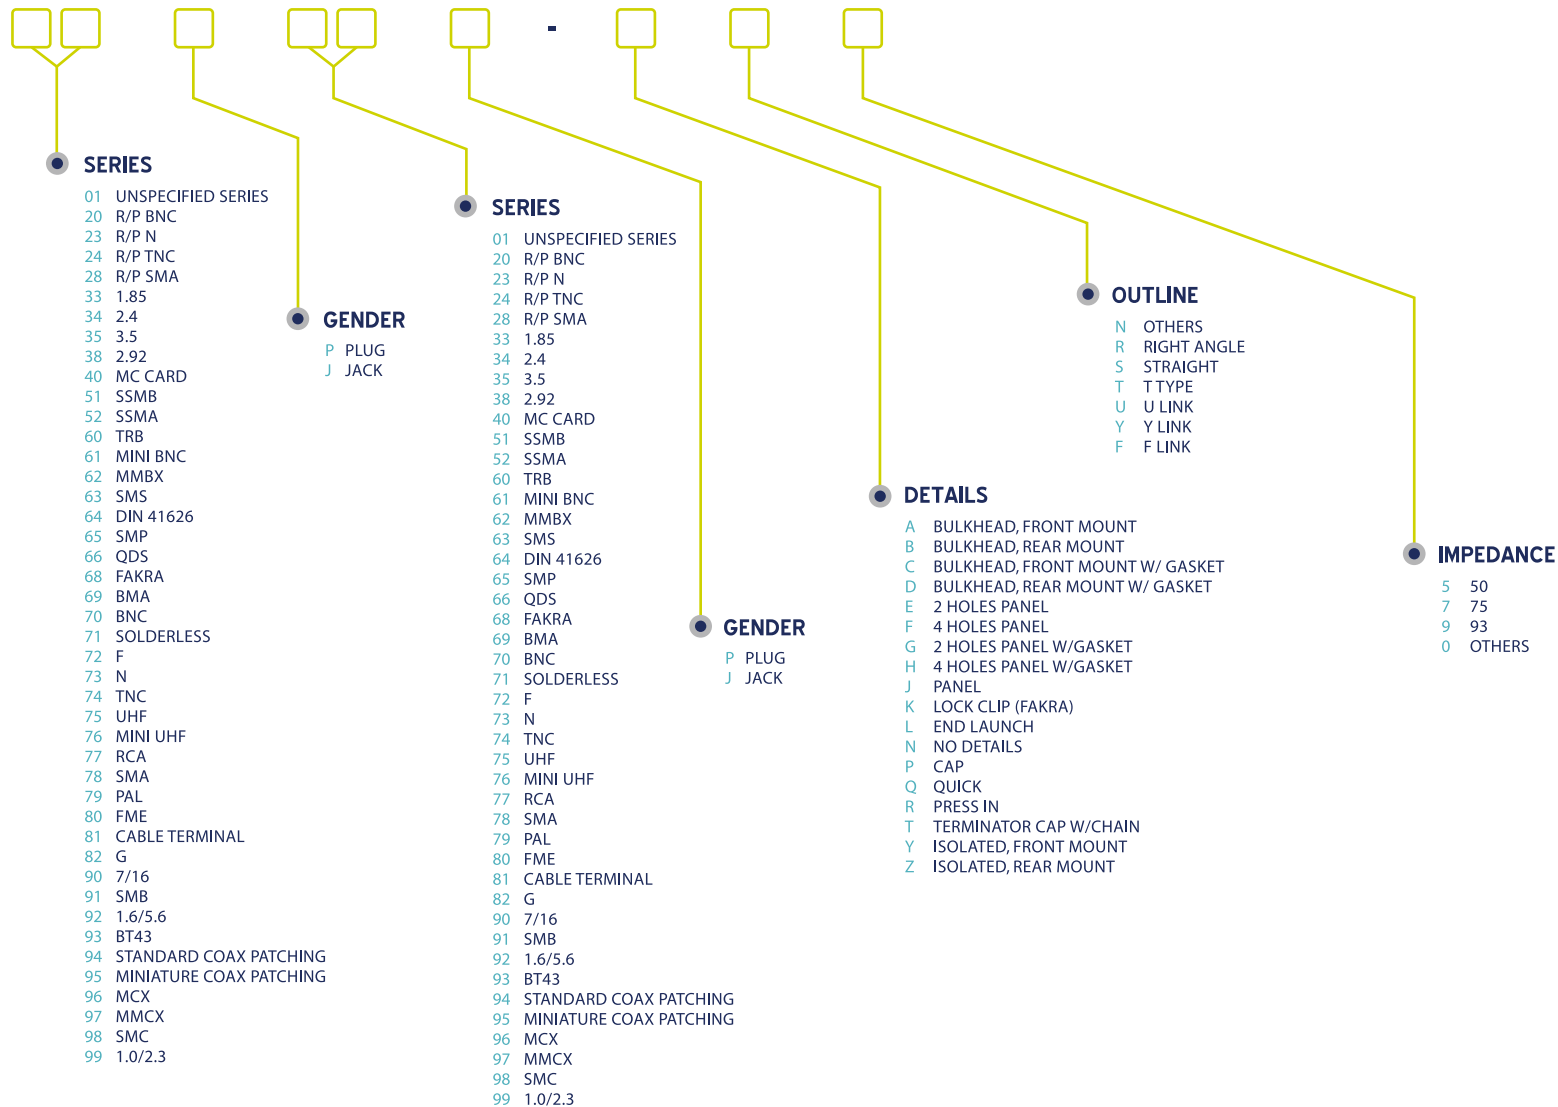 -
SERIES
01 UNSPECIFIED SERIES
20 R/P BNC
23 R/P N
24 R/P TNC
28 R/P SMA
33 1.85
34 2.4
35 3.5
38 2.92
40 MC CARD
51 SSMB
52 SSMA
60 TRB
61 MINI BNC
62 MMBX
63 SMS
64 DIN 41626
65 SMP
66 QDS
68 FAKRA
69 BMA
70 BNC
71 SOLDERLESS
72 F
73 N
74 TNC
75 UHF
76 MINI UHF
77 RCA
78 SMA
79 PAL
80 FME
81 CABLE TERMINAL
82 G
90 7/16
91 SMB
92 1.6/5.6
93 BT43
94 STANDARD COAX PATCHING
95 MINIATURE COAX PATCHING
96 MCX
97 MMCX
98 SMC
99 1.0/2.3
GENDER
P PLUG
J JACK
SERIES
01 UNSPECIFIED SERIES
20 R/P BNC
23 R/P N
24 R/P TNC
28 R/P SMA
33 1.85
34 2.4
35 3.5
38 2.92
40 MC CARD
51 SSMB
52 SSMA
60 TRB
61 MINI BNC
62 MMBX
63 SMS
64 DIN 41626
65 SMP
66 QDS
68 FAKRA
69 BMA
70 BNC
71 SOLDERLESS
72 F
73 N
74 TNC
75 UHF
76 MINI UHF
77 RCA
78 SMA
79 PAL
80 FME
81 CABLE TERMINAL
82 G
90 7/16
91 SMB
92 1.6/5.6
93 BT43
94 STANDARD COAX PATCHING
95 MINIATURE COAX PATCHING
96 MCX
97 MMCX
98 SMC
99 1.0/2.3
GENDER
P PLUG
J JACK
DETAILS
A BULKHEAD, FRONT MOUNT
B BULKHEAD, REAR MOUNT
C BULKHEAD, FRONT MOUNT W/ GASKET
D BULKHEAD, REAR MOUNT W/ GASKET
E 2 HOLES PANEL
F 4 HOLES PANEL
G 2 HOLES PANEL W/GASKET
H 4 HOLES PANEL W/GASKET
J PANEL
K LOCK CLIP (FAKRA)
L END LAUNCH
N NO DETAILS
P CAP
Q QUICK
R PRESS IN
T TERMINATOR CAP W/CHAIN
Y ISOLATED, FRONT MOUNT
Z ISOLATED, REAR MOUNT
OUTLINE
N OTHERS
R RIGHT ANGLE
S STRAIGHT
T T TYPE
U U LINK
Y Y LINK
F F LINK
IMPEDANCE
5 50
7 75
9 93
0 OTHERS